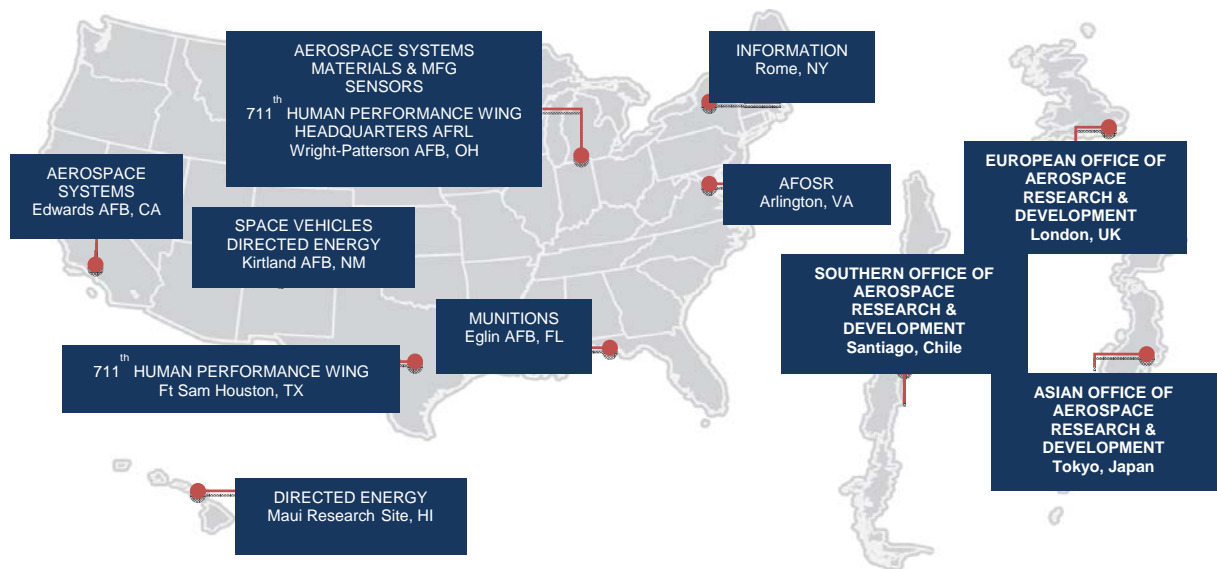 AEROSPACE SYSTEMS
MATERIALS & MFG
SENSORS
711th HUMAN PERFORMANCE WING
HEADQUARTERS AFRL
Wright-Patterson AFB, OH
INFORMATION
Rome, NY
AEROSPACE
SYSTEMS
Edwards AFB, CA
SPACE VEHICLES
DIRECTED ENERGY
Kirtland AFB, NM
AFOSR
Arlington, VA
EUROPEAN OFFICE OF
AEROSPACE
RESEARCH &
DEVELOPMENT
London, UK
SOUTHERN OFFICE OF
AEROSPACE
RESEARCH &
DEVELOPMENT
Santiago, Chile
MUNITIONS
Eglin AFB, FL
711th HUMAN PERFORMANCE WING
Ft Sam Houston, TX
ASIAN OFFICE OF
AEROSPACE
RESEARCH &
DEVELOPMENT
Tokyo, Japan
DIRECTED ENERGY
Maui Research Site, HI